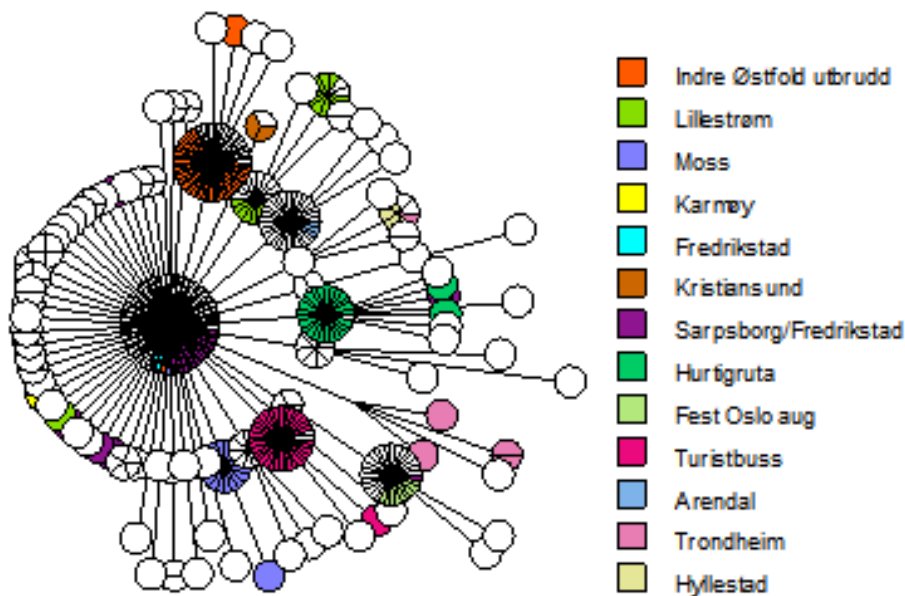 Indre Østfold utbrudd
Lillestrøm
Moss
Karmøy
Fredrikstad
Kristiansund
Sarpsborg/Fredrikstad
Hurtigruta
Fest Oslo aug
Turistbuss
Arendal
Trondheim
Hyllestad